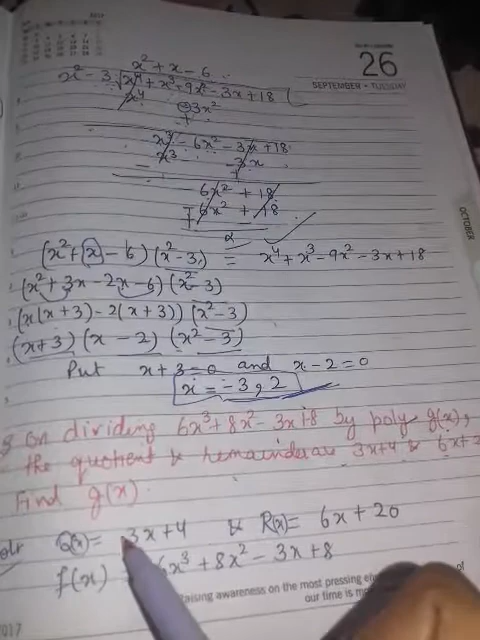 26
SEPTEMBER • TUESDAY
x² + x - 6
x² - 3 √x⁴ + x³ - 9x² - 3x + 18
x⁴ 3x²
x³ - 6x² - 3x + 18
x³ - 3x
6x² + 18
6x² + 18
(x² + x - 6) (x² - 3) = x⁴ + x³ - 9x² - 3x + 18
(x² + 3x - 2x - 6) (x² - 3)
(x(x + 3) - 2(x + 3)) (x² - 3)
(x+3) (x - 2) (x² - 3)
Put x + 3 = 0 and x - 2 = 0
x = -3, 2
OCTOBER
on dividing 6x³ + 8x² - 3x + 8 by poly g(x),
the quotient & remainder are 3x+4 & 6x+2
Find g(x).
Q(x) = 3x + 4 & R(x) = 6x + 20
f(x) 6x³ + 8x² - 3x + 8
Raising awareness on the most pressing of
our time is
2017